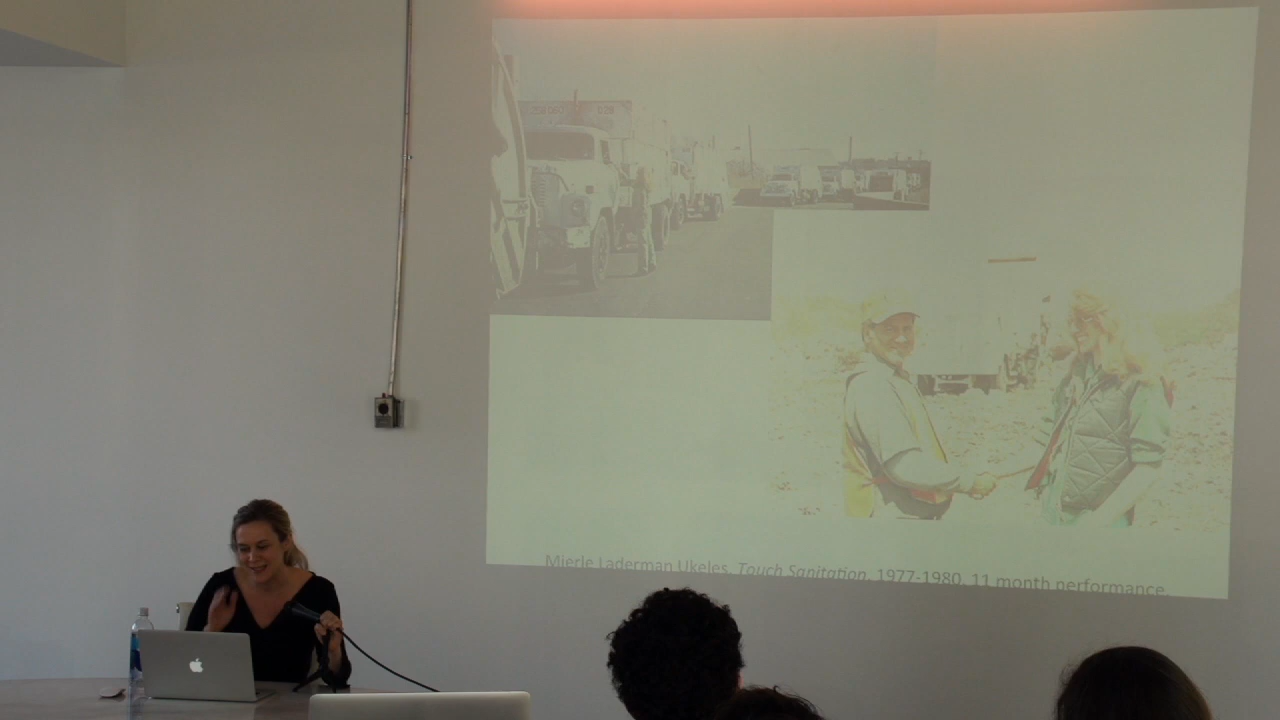 Mierle Laderman Ukeles, Touch Sanitation, 1977-1980, 11 month performance.